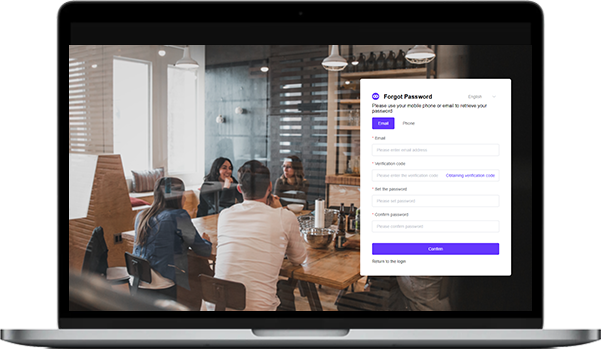 Forgot Password
English
Please use your mobile phone or email to retrieve your
password
Email
Phone
* Email
Please enter email address
* Verification code
Please enter the verification code
Obtaining verification code
* Set the password
Please set password
* Confirm password
Please confirm password
Confirm
Return to the login